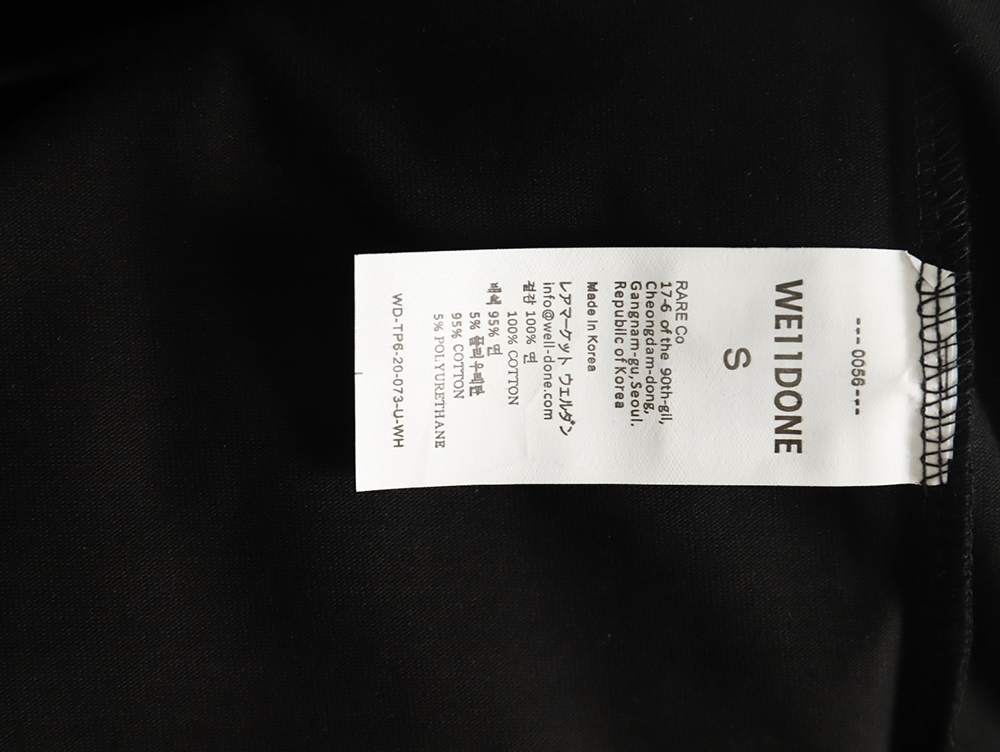 --- 0056 ---
WE11DONE
S
RARE Co
17-6 of the 90th-gil,
Cheongdam-dong,
Gangnam-gu, Seoul.
Republic of Korea
Made In Korea
レアマーケット ウェルダン
info@well-done.com
겉감 100% 면
100% COTTON
배색 95% 면
5% 폴리우레탄
95% COTTON
5% POLYURETHANE
WD-TP6-20-073-U-WH